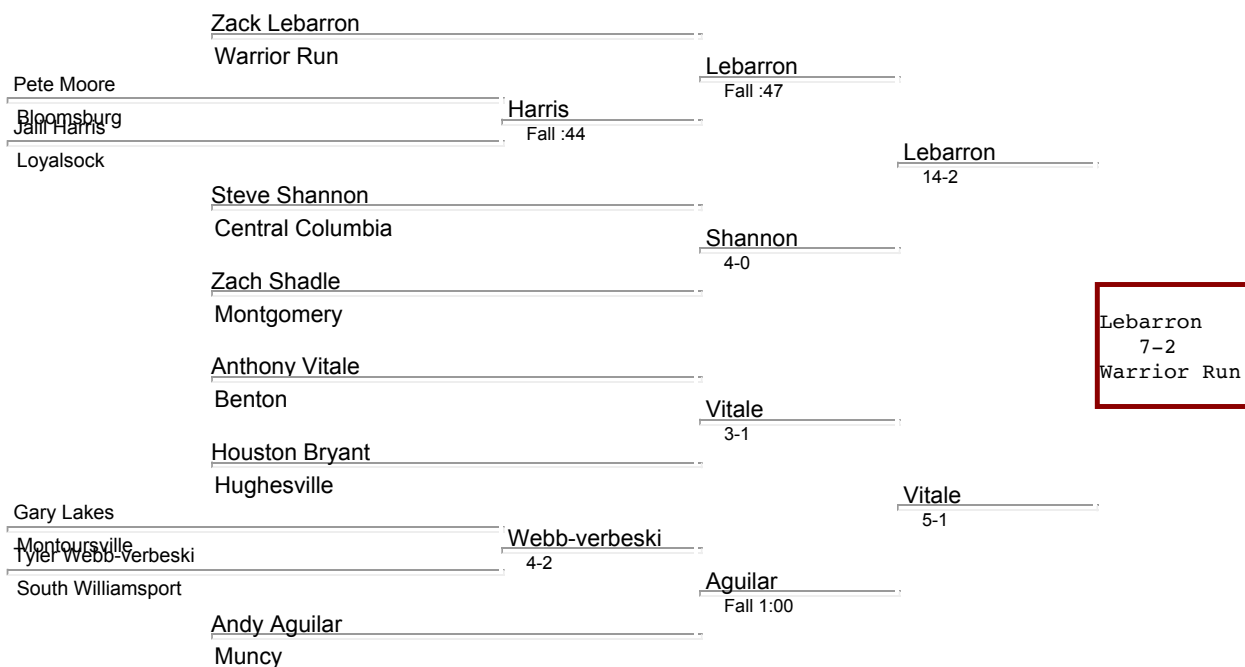 Zack Lebarron
Warrior Run
Pete Moore
Bloomsburg
Jalil Harris
Loyalsock
Harris
Fall :44
Lebarron
Fall :47
Steve Shannon
Central Columbia
Zach Shadle
Montgomery
Shannon
4-0
Lebarron
14-2
Anthony Vitale
Benton
Houston Bryant
Hughesville
Vitale
3-1
Gary Lakes
Montoursville
Tyler Webb-verbeski
South Williamsport
Webb-verbeski
4-2
Andy Aguilar
Muncy
Aguilar
Fall 1:00
Vitale
5-1
Lebarron
7-2
Warrior Run